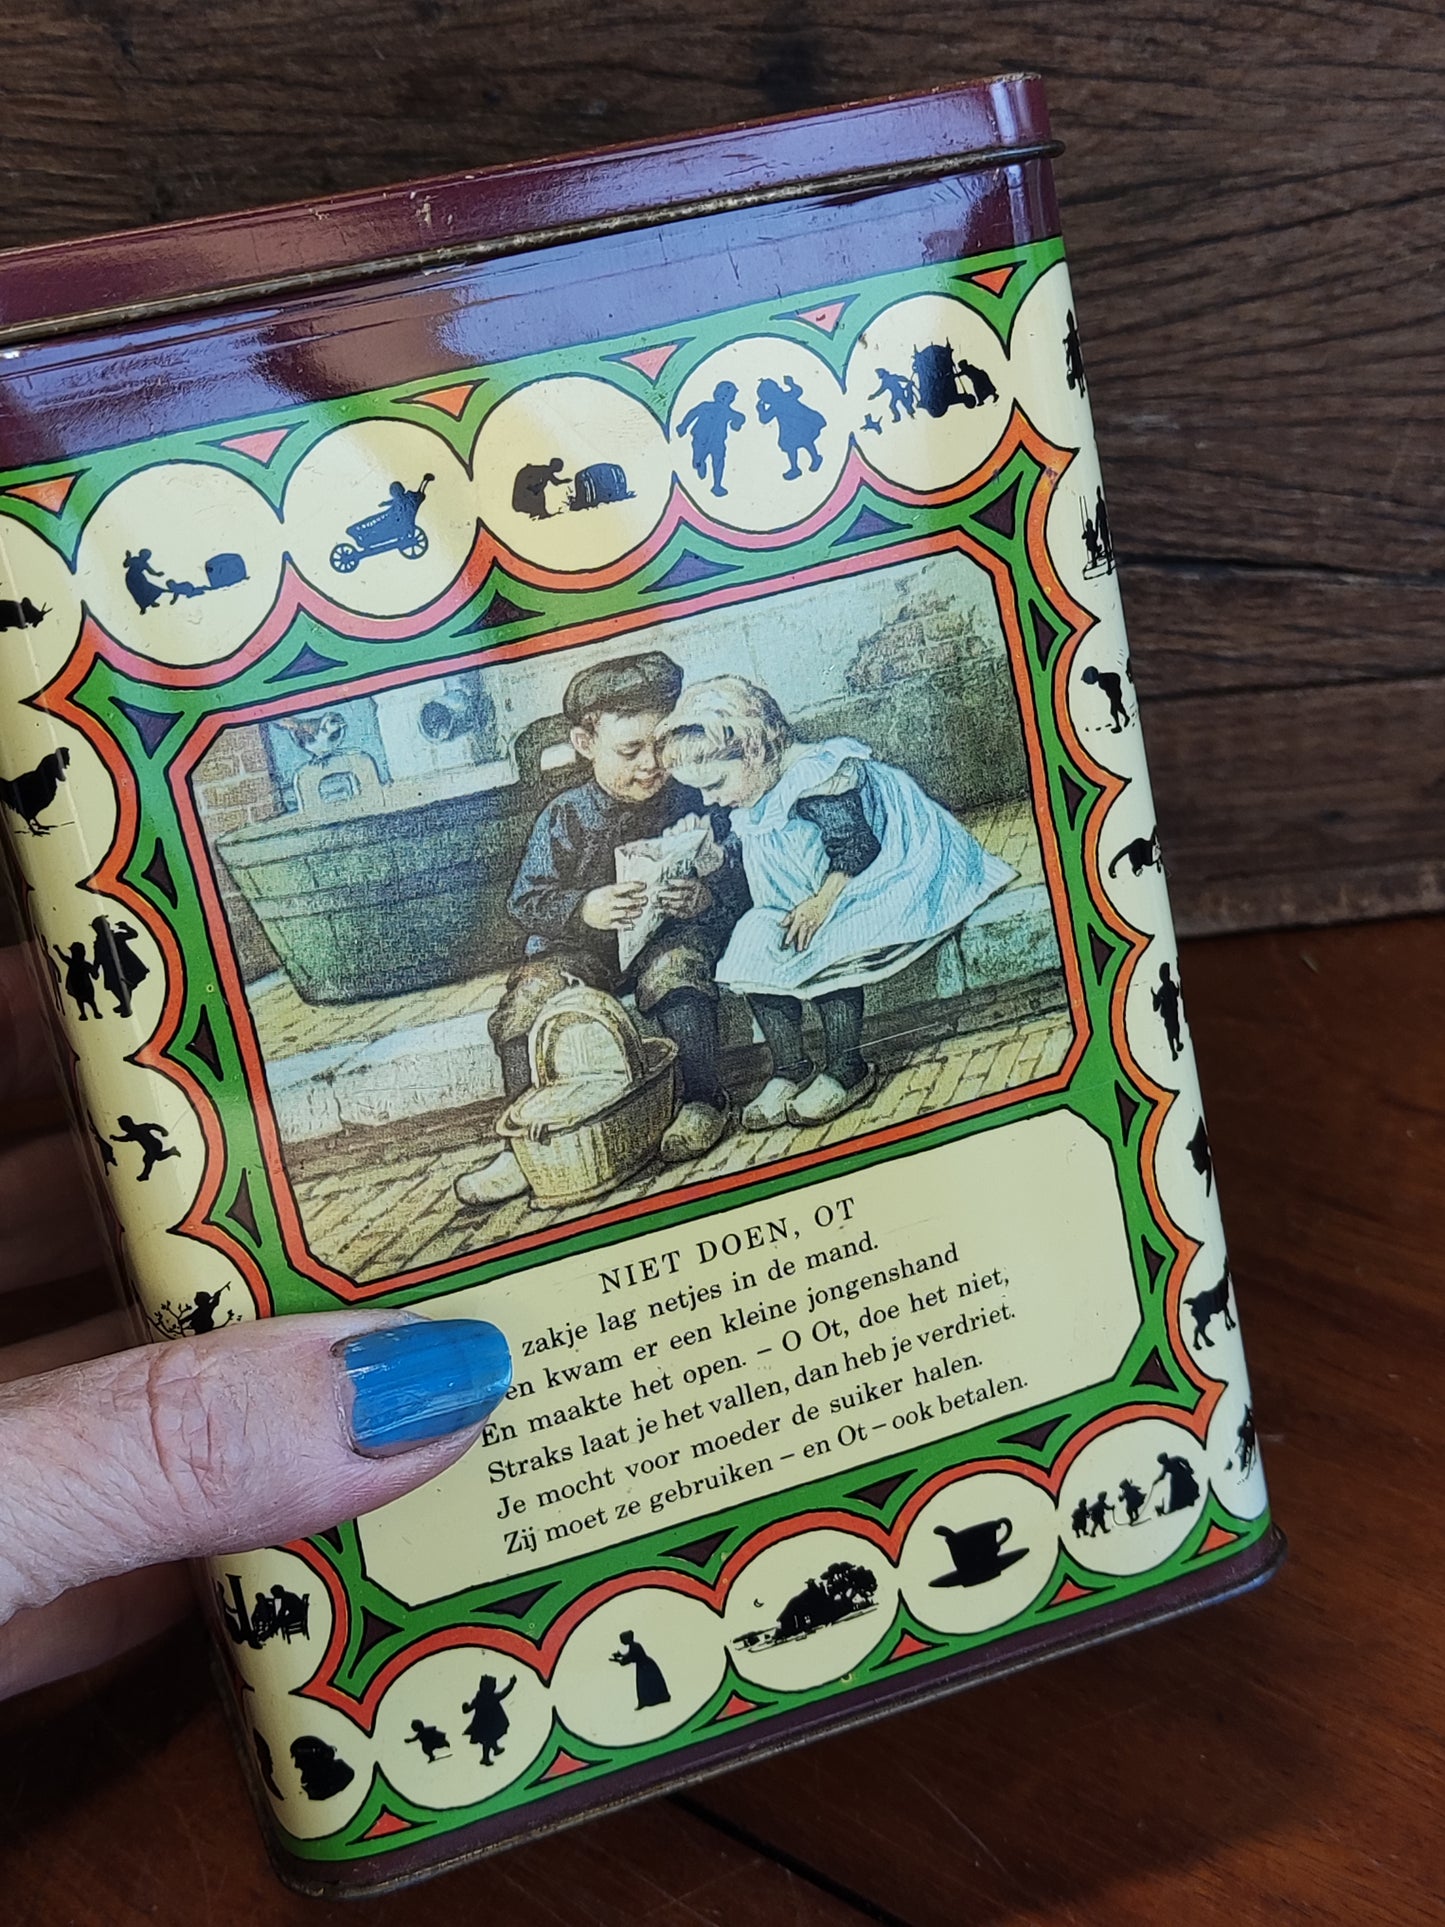 NIET DOEN, OT
zakje lag netjes in de mand.
en kwam er een kleine jongenshand
En maakte het open. – O Ot, doe het niet,
Straks laat je het vallen, dan heb je verdriet.
Je mocht voor moeder de suiker halen.
Zij moet ze gebruiken – en Ot – ook betalen.